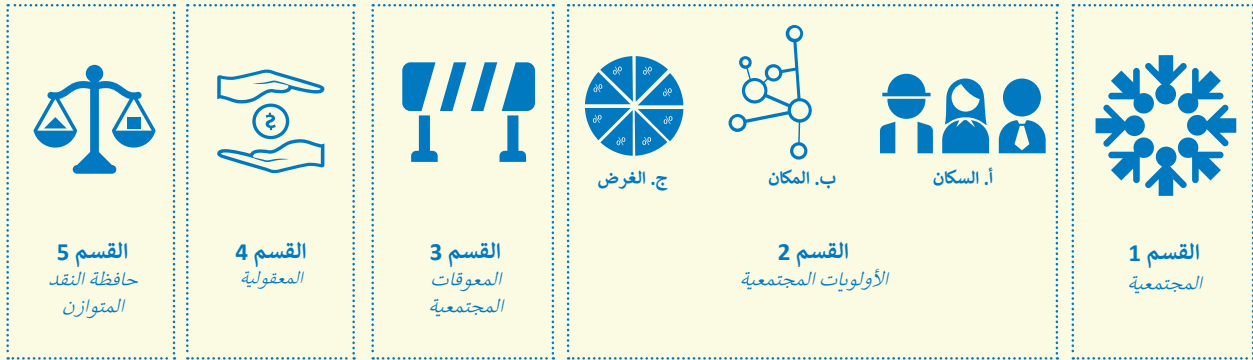 القسم 1
المجتمعية
أ. السكان
ب. المكان
ج. الغرض
القسم 2
الأولويات المجتمعية
القسم 3
المعوقات
المجتمعية
القسم 4
المعقولية
$
القسم 5
حافظة النقد
المتوازن